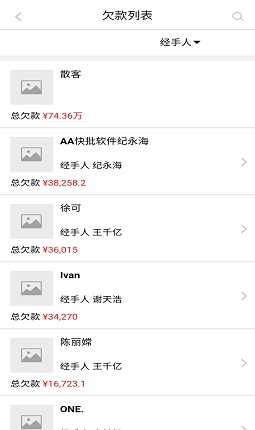 欠款列表
经手人
散客
总欠款 ¥74.36万
AA快批软件纪永海
经手人 纪永海
总欠款 ¥38,258.2
徐可
经手人 王千亿
总欠款 ¥36,015
Ivan
经手人 谢天浩
总欠款 ¥34,270
陈丽嫦
经手人 王千亿
总欠款 ¥16,723.1
ONE.